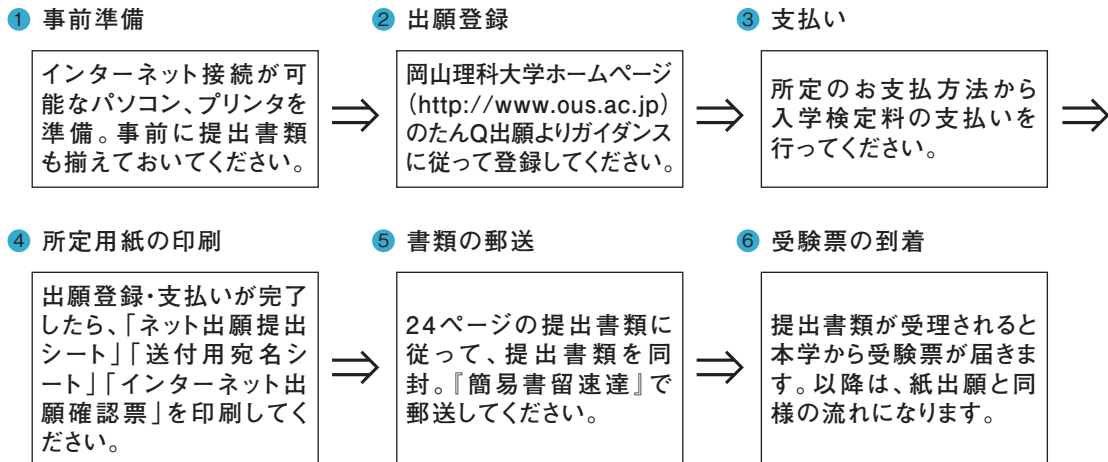 1 事前準備
インターネット接続が可
能なパソコン、プリンタを
準備。事前に提出書類
も揃えておいてください。
2 出願登録
岡山理科大学ホームページ
(http://www.ous.ac.jp)
のたんQ出願よりガイダンス
に従って登録してください。
3 支払い
所定のお支払方法から
入学検定料の支払いを
行ってください。
4 所定用紙の印刷
出願登録・支払いが完了
したら、「ネット出願提出
シート」「送付用宛名シ
ート」「インターネット出
願確認票」を印刷してく
ださい。
5 書類の郵送
24ページの提出書類に
従って、提出書類を同
封。『簡易書留速達』で
郵送してください。
6 受験票の到着
提出書類が受理されると
本学から受験票が届きま
す。以降は、紙出願と同
様の流れになります。